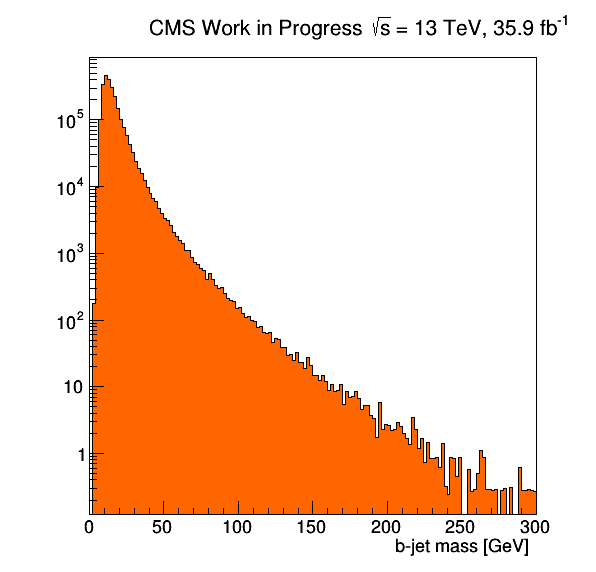 CMS Work in Progress √s = 13 TeV, 35.9 fb⁻¹
10⁵
10⁴
10³
10²
10
1
0 50 100 150 200 250 300
b-jet mass [GeV]